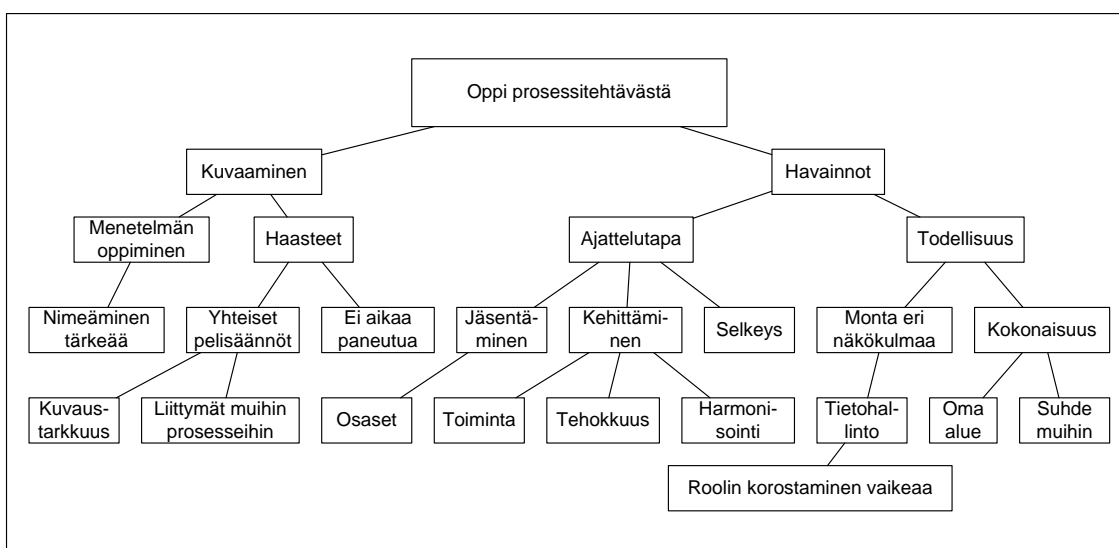 Oppi prosessitehtävästä
Kuvaaminen
Havainnot
Menetelmän
oppiminen
Haasteet
Ajattelutapa
Todellisuus
Nimeäminen
tärkeää
Yhteiset
pelisäännöt
Ei aikaa
paneutua
Jäsentä-
minen
Kehittämi-
nen
Selkeys
Monta eri
näkökulmaa
Kokonaisuus
Kuvaus-
tarkkuus
Liittymät muihin
prosesseihin
Osaset
Toiminta
Tehokkuus
Harmoni-
sointi
Tietohal-
linto
Oma
alue
Suhde
muihin
Roolin korostaminen vaikeaa